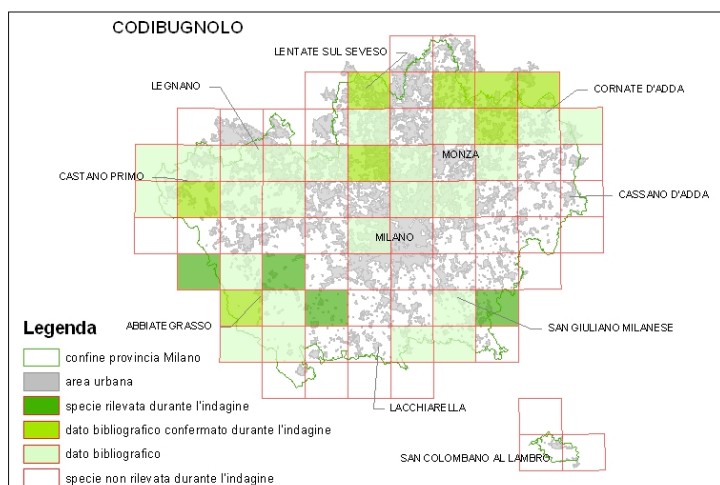 CODIBUGNOLO
LENTATE SUL SEVESO
LEGNANO
CORNATE D'ADDA
MONZA
CASTANO PRIMO
CASSANO D'ADDA
MILANO
ABBIATEGRASSO
SAN GIULIANO MILANESE
LACCHIARELLA
SAN COLOMBANO AL LAMBRO
Legenda
confine provincia Milano
area urbana
specie rilevata durante l'indagine
dato bibliografico confermato durante l'indagine
dato bibliografico
specie non rilevata durante l'indagine